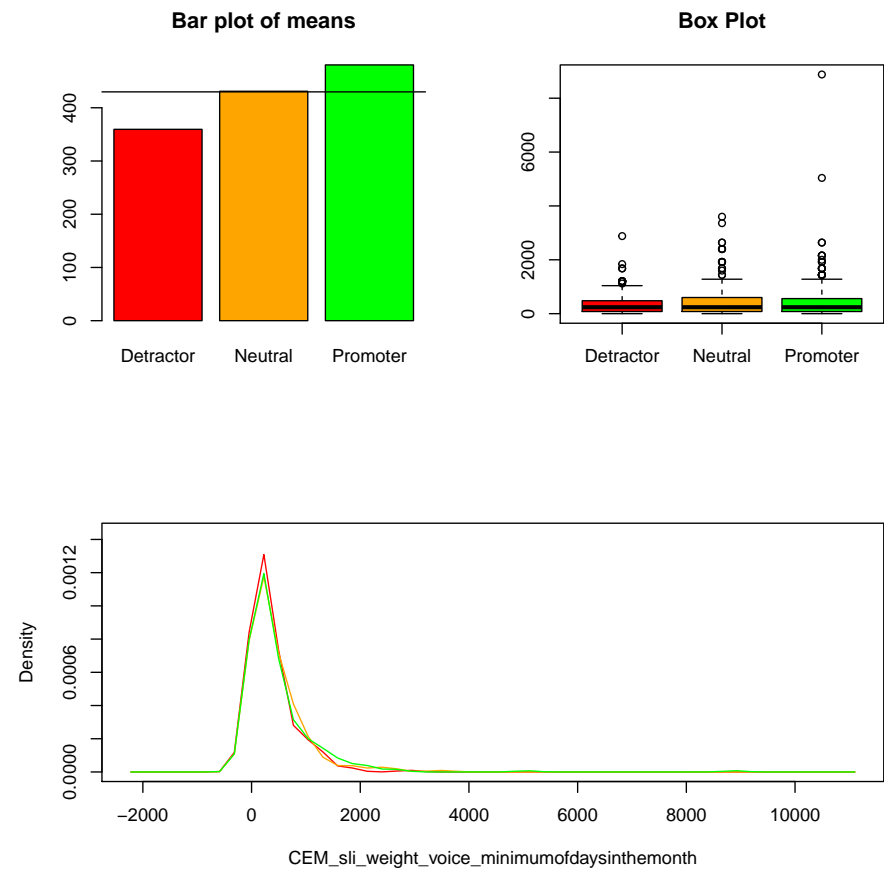 Bar plot of means
400
300
200
100
0
Detractor Neutral Promoter
Box Plot
6000
2000
0
Detractor Neutral Promoter
Density
0.0012
0.0006
0.0000
−2000 0 2000 4000 6000 8000 10000
CEM_sli_weight_voice_minimumofdaysinthemonth